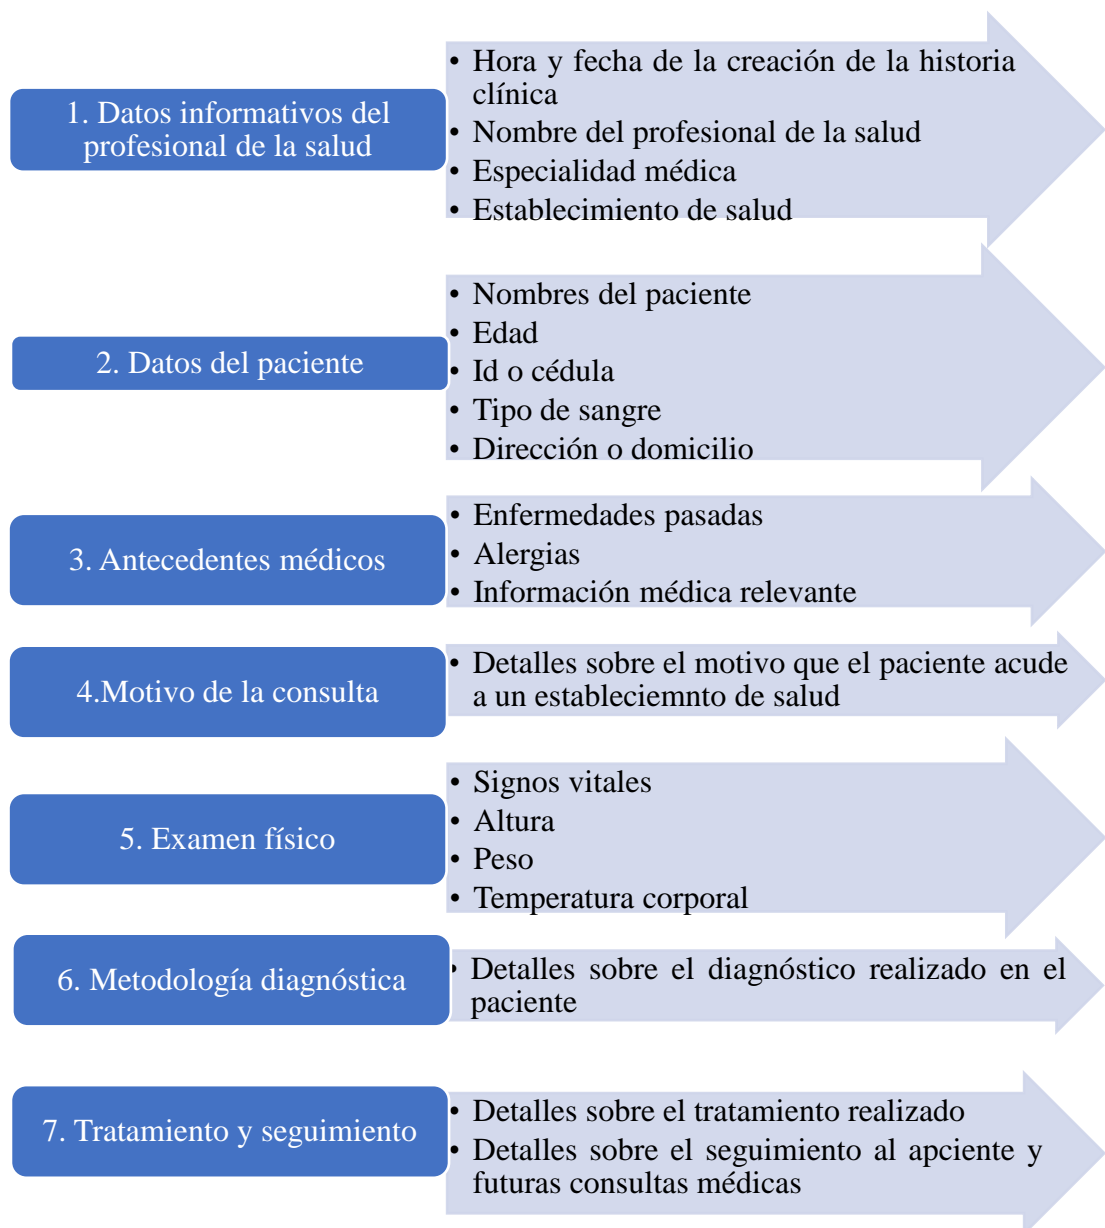 1. Datos informativos del
profesional de la salud
• Hora y fecha de la creación de la historia
clínica
• Nombre del profesional de la salud
• Especialidad médica
• Establecimiento de salud
2. Datos del paciente
• Nombres del paciente
• Edad
• Id o cédula
• Tipo de sangre
• Dirección o domicilio
3. Antecedentes médicos
• Enfermedades pasadas
• Alergias
• Información médica relevante
4.Motivo de la consulta
• Detalles sobre el motivo que el paciente acude
a un estableciemnto de salud
5. Examen físico
• Signos vitales
• Altura
• Peso
• Temperatura corporal
6. Metodología diagnóstica
• Detalles sobre el diagnóstico realizado en el
paciente
7. Tratamiento y seguimiento
• Detalles sobre el tratamiento realizado
• Detalles sobre el seguimiento al apciente y
futuras consultas médicas